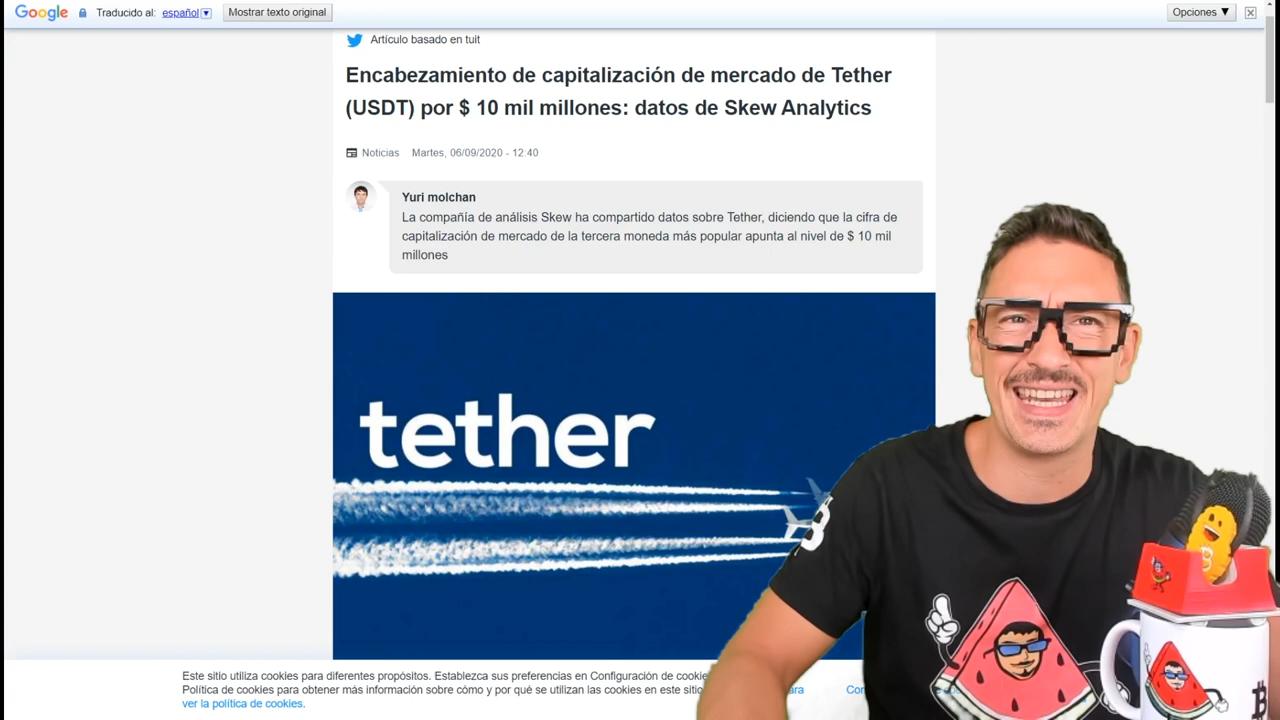 Google Traducido al: español Mostrar texto original Opciones ▼
Artículo basado en tuit
Encabezamiento de capitalización de mercado de Tether
(USDT) por $ 10 mil millones: datos de Skew Analytics
Noticias Martes, 06/09/2020 - 12:40
Yuri molchan
La compañía de análisis Skew ha compartido datos sobre Tether, diciendo que la cifra de
capitalización de mercado de la tercera moneda más popular apunta al nivel de $ 10 mil
millones
tether
Este sitio utiliza cookies para diferentes propósitos. Establezca sus preferencias en Configuración de
Política de cookies para obtener más información sobre cómo y por qué se utilizan las cookies en este sitio
ver la política de cookies.